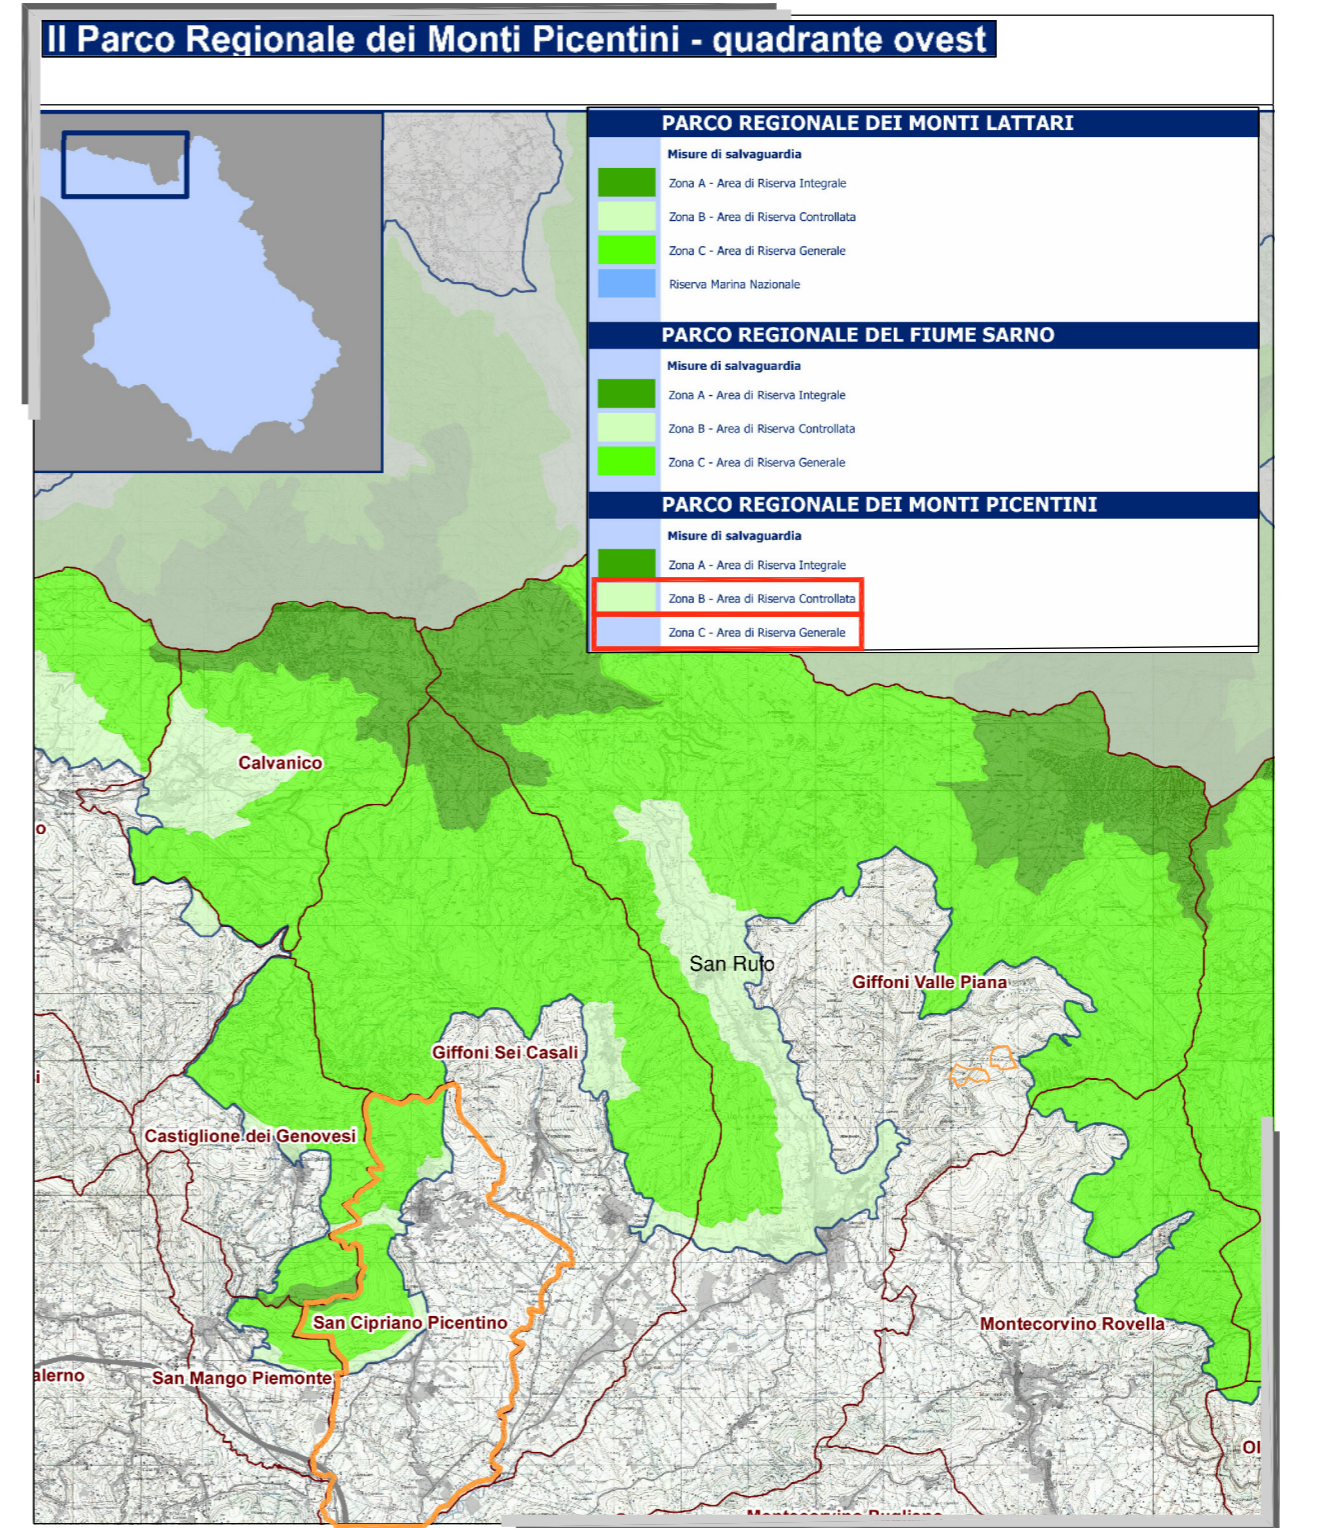 Il Parco Regionale dei Monti Picentini - quadrante ovest
PARCO REGIONALE DEI MONTI LATTARI
Misure di salvaguardia
Zona A - Area di Riserva Integrale
Zona B - Area di Riserva Controllata
Zona C - Area di Riserva Generale
Riserva Marina Nazionale
PARCO REGIONALE DEL FIUME SARNO
Misure di salvaguardia
Zona A - Area di Riserva Integrale
Zona B - Area di Riserva Controllata
Zona C - Area di Riserva Generale
PARCO REGIONALE DEI MONTI PICENTINI
Misure di salvaguardia
Zona A - Area di Riserva Integrale
Zona B - Area di Riserva Controllata
Zona C - Area di Riserva Generale
Calvanico
o
San Rufo
Giffoni Valle Piana
Giffoni Sei Casali
i
Castiglione dei Genovesi
San Cipriano Picentino
Montecorvino Rovella
alerno
San Mango Piemonte
Ol
Montecorvino Pugliano